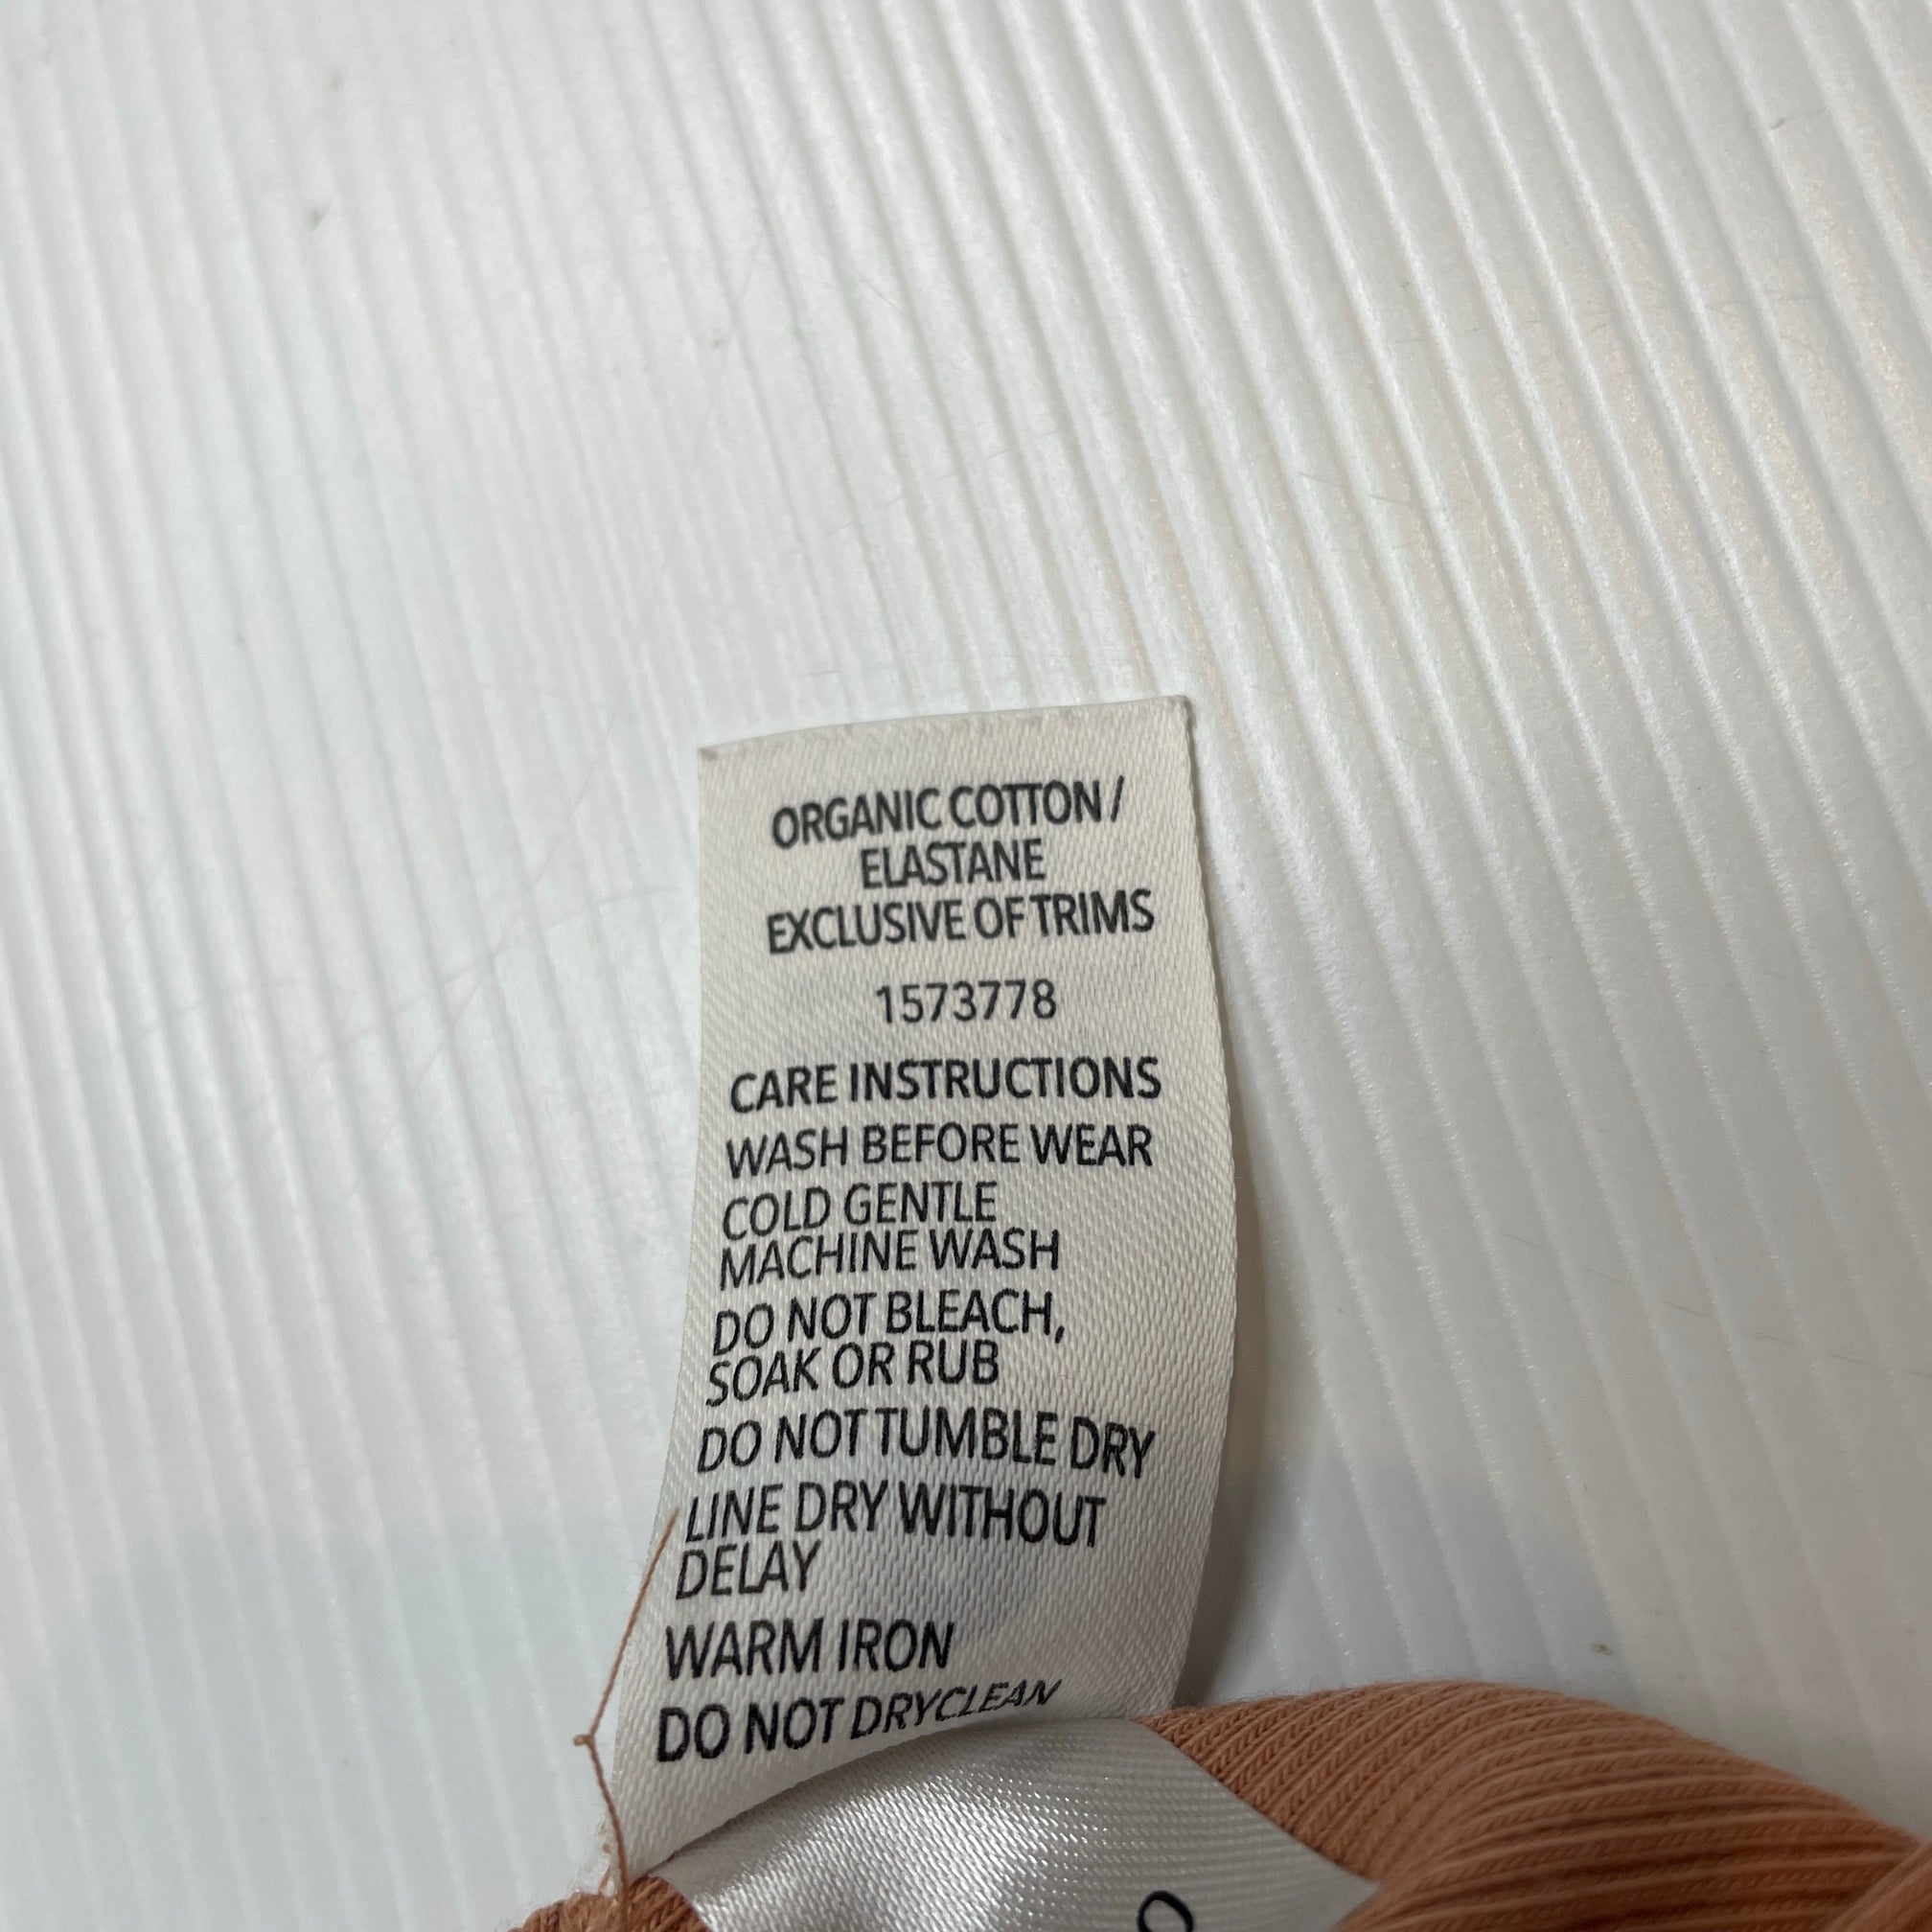 ORGANIC COTTON /
ELASTANE
EXCLUSIVE OF TRIMS
1573778
CARE INSTRUCTIONS
WASH BEFORE WEAR
COLD GENTLE
MACHINE WASH
DO NOT BLEACH,
SOAK OR RUB
DO NOT TUMBLE DRY
LINE DRY WITHOUT
DELAY
WARM IRON
DO NOT DRYCLEAN